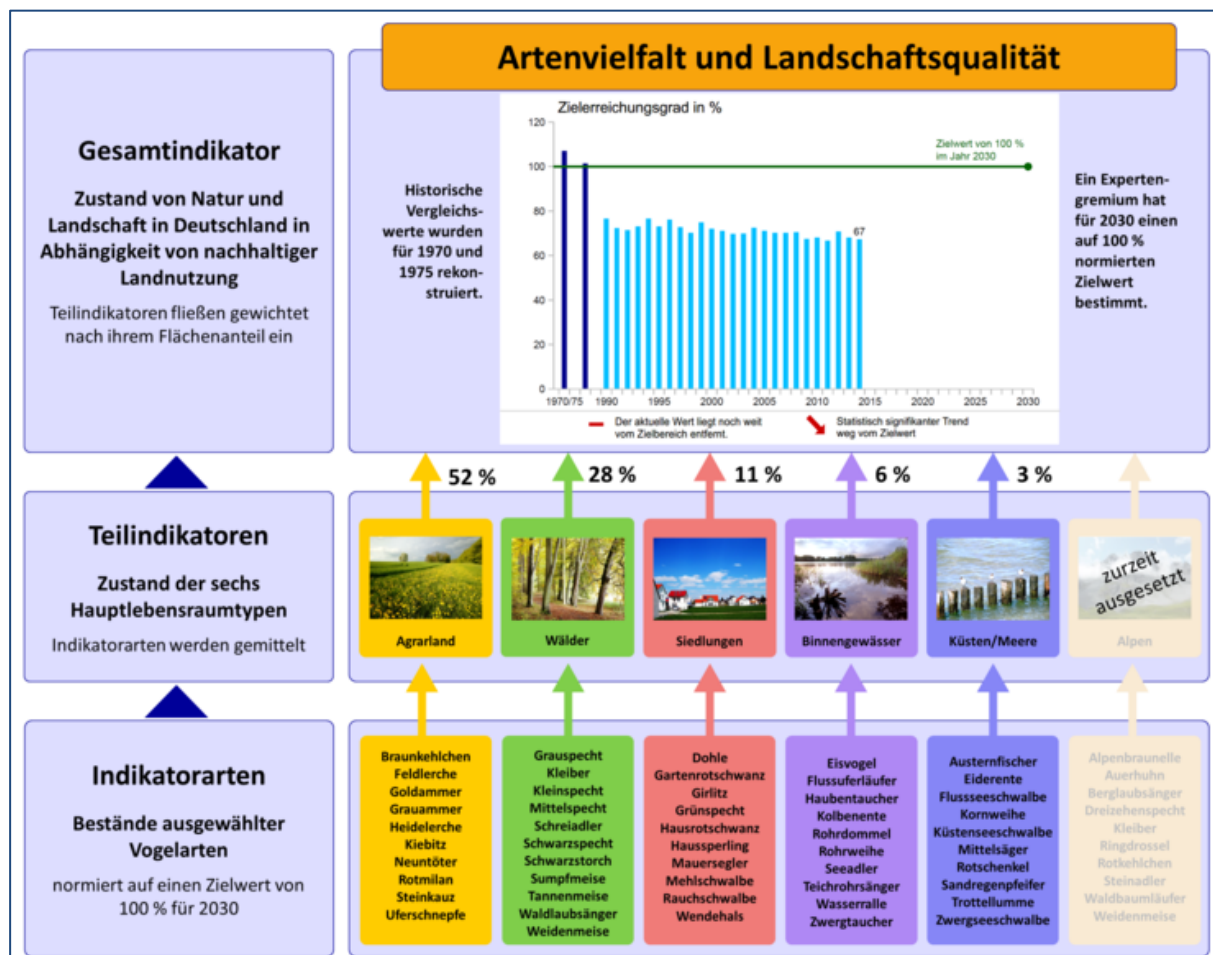 Artenvielfalt und Landschaftsqualität
Gesamtindikator
Zustand von Natur und
Landschaft in Deutschland in
Abhängigkeit von nachhaltiger
Landnutzung
Teilindikatoren fließen gewichtet
nach ihrem Flächenanteil ein
Historische
Vergleichs-
werte wurden
für 1970 und
1975 rekon-
struiert.
Zielerreichungsgrad in %
120
100
80
60
40
20
0
Zielwert von 100 %
im Jahr 2030
67
1970/75
1990
1995
2000
2005
2010
2015
2020
2025
2030
Der aktuelle Wert liegt noch weit
vom Zielbereich entfernt.
Statistisch signifikanter Trend
weg vom Zielwert
Ein Experten-
gremium hat
für 2030 einen
auf 100 %
normierten
Zielwert
bestimmt.
52 %
28 %
11 %
6 %
3 %
Teilindikatoren
Zustand der sechs
Hauptlebensraumtypen
Indikatorarten werden gemittelt
Agrarland
Wälder
Siedlungen
Binnengewässer
Küsten/Meere
zurzeit
ausgesetzt
Alpen
Indikatorarten
Bestände ausgewählter
Vogelarten
normiert auf einen Zielwert von
100 % für 2030
Braunkehlchen
Feldlerche
Goldammer
Grauammer
Heidelerche
Kiebitz
Neuntöter
Rotmilan
Steinkauz
Uferschnepfe
Grauspecht
Kleiber
Kleinspecht
Mittelspecht
Schreiadler
Schwarzspecht
Schwarzstorch
Sumpfmeise
Tannenmeise
Waldlaubsänger
Weidenmeise
Dohle
Gartenrotschwanz
Girlitz
Grünspecht
Hausrotschwanz
Haussperling
Mauersegler
Mehlschwalbe
Rauchschwalbe
Wendehals
Eisvogel
Flussuferläufer
Haubentaucher
Kolbenente
Rohrdommel
Rohrweihe
Seeadler
Teichrohrsänger
Wasserralle
Zwergtaucher
Austernfischer
Eiderente
Flussseeschwalbe
Kornweihe
Küstenseeschwalbe
Mittelsäger
Rotschenkel
Sandregenpfeifer
Trottellumme
Zwergseeschwalbe
Alpenbraunelle
Auerhuhn
Berglaubsänger
Dreizehenspecht
Kleiber
Ringdrossel
Rotkehlchen
Steinadler
Waldbaumläufer
Weidenmeise